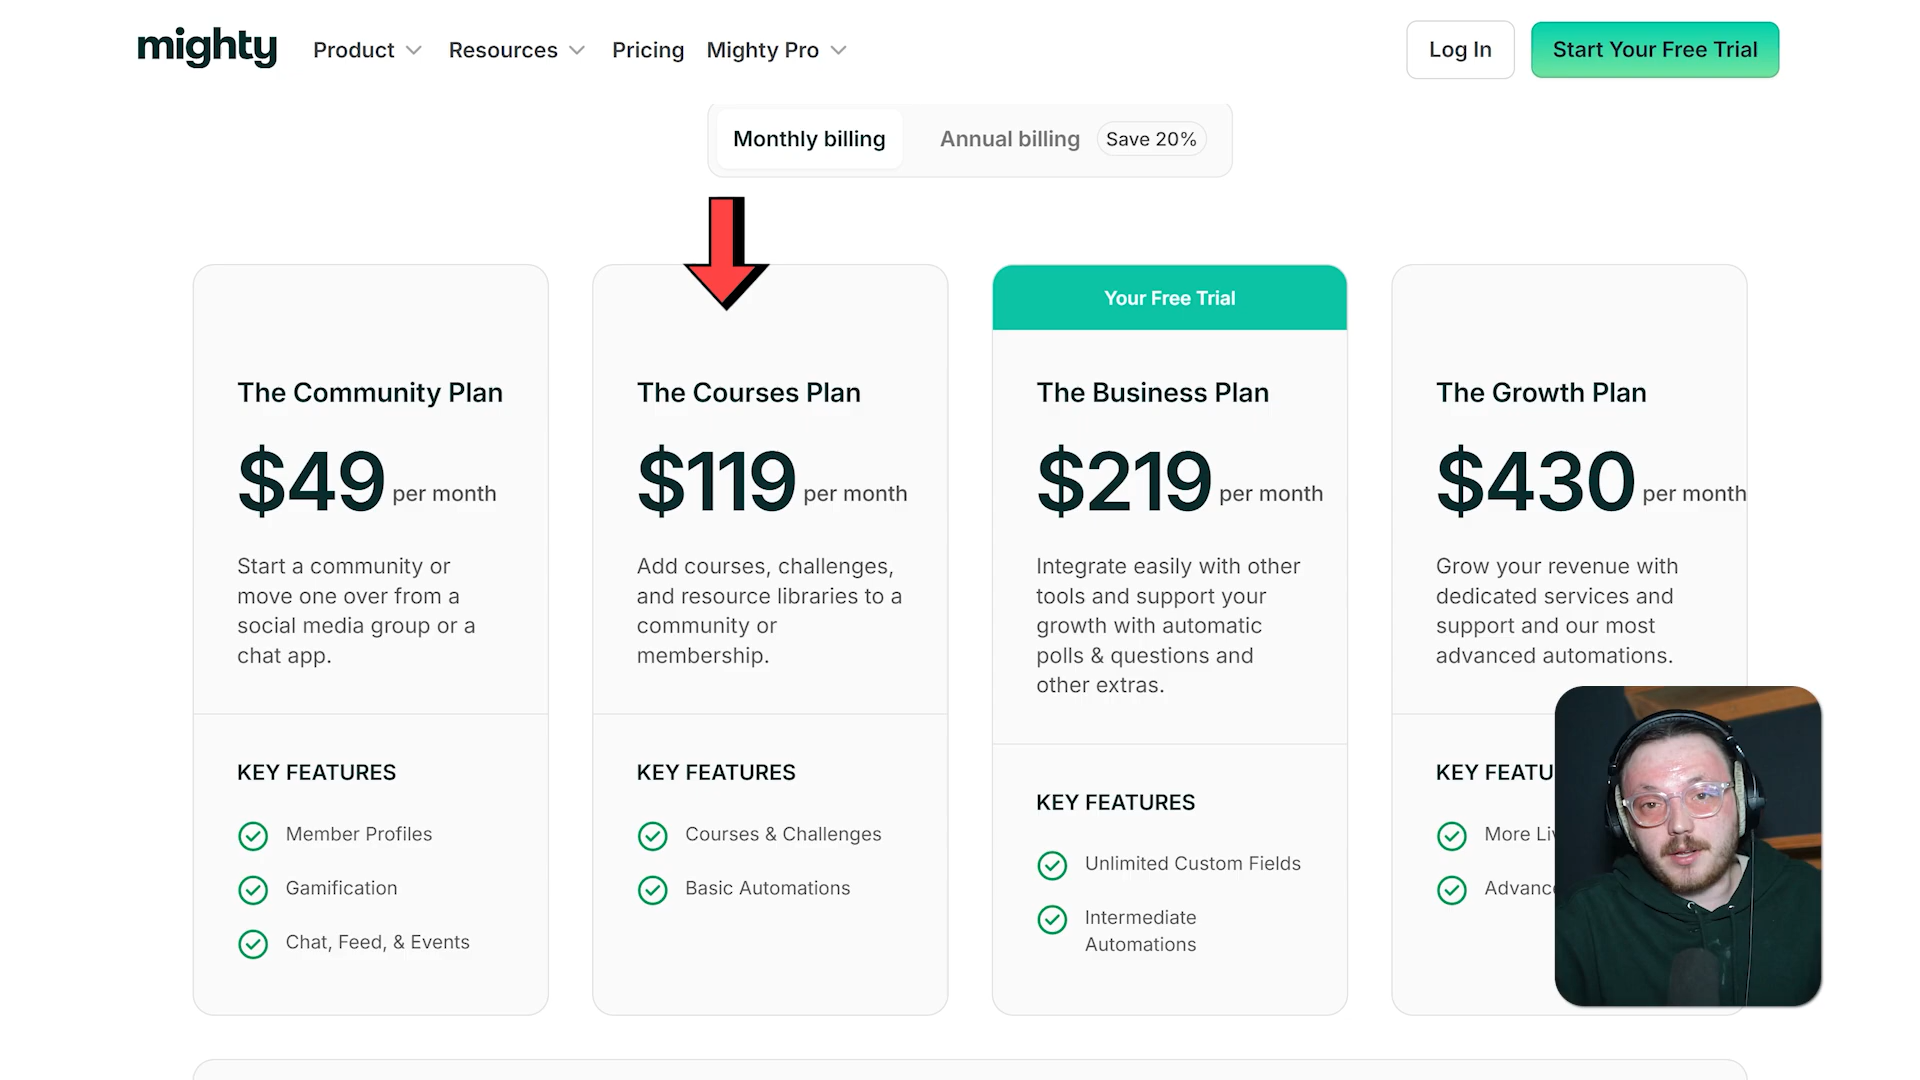 mighty
Product
Resources
Pricing
Mighty Pro
Log In
Start Your Free Trial
Monthly billing
Annual billing
Save 20%
The Community Plan
$49 per month
Start a community or
move one over from a
social media group or a
chat app.
KEY FEATURES
Member Profiles
Gamification
Chat, Feed, & Events
The Courses Plan
$119 per month
Add courses, challenges,
and resource libraries to a
community or
membership.
KEY FEATURES
Courses & Challenges
Basic Automations
Your Free Trial
The Business Plan
$219 per month
Integrate easily with other
tools and support your
growth with automatic
polls & questions and
other extras.
KEY FEATURES
Unlimited Custom Fields
Intermediate
Automations
The Growth Plan
$430 per month
Grow your revenue with
dedicated services and
support and our most
advanced automations.
KEY
More